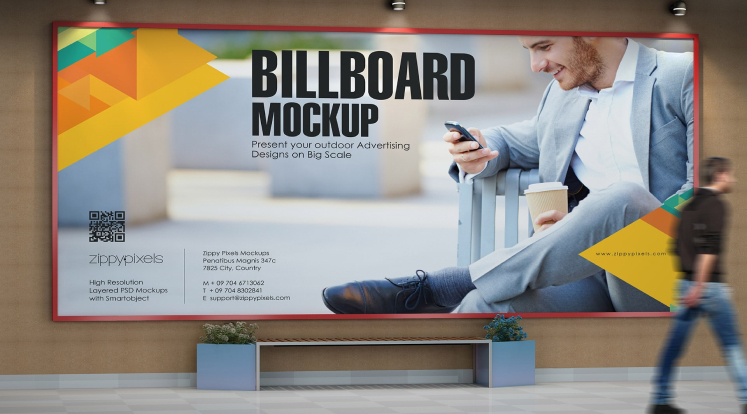 BILLBOARD
MOCKUP
Present your outdoor Advertising
Designs on Big Scale
zippypixels
High Resolution
Layered PSD Mockups
with Smartobject
Zippy Pixels Mockups
Penatibus Magnis 347c
7825 City, Country
M + 09 704 6713062
T + 09 704 8302841
E support@zippypixels.com
www.zippypixels.com